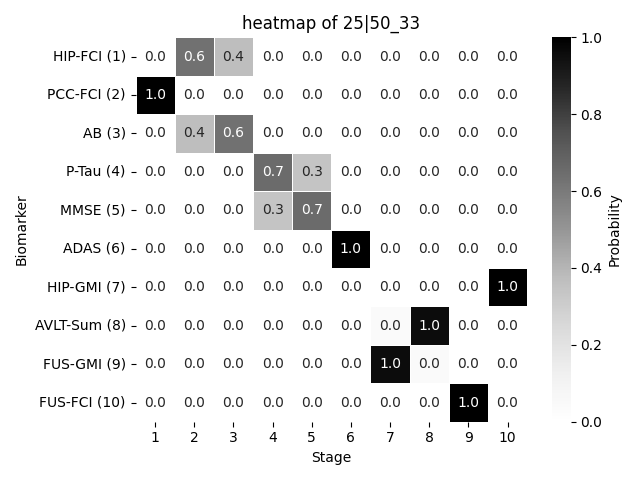 heatmap of 25|50_33
HIP-FCI (1) 0.0 0.6 0.4 0.0 0.0 0.0 0.0 0.0 0.0 0.0
PCC-FCI (2) 1.0 0.0 0.0 0.0 0.0 0.0 0.0 0.0 0.0 0.0
AB (3) 0.0 0.4 0.6 0.0 0.0 0.0 0.0 0.0 0.0 0.0
P-Tau (4) 0.0 0.0 0.0 0.7 0.3 0.0 0.0 0.0 0.0 0.0
MMSE (5) 0.0 0.0 0.0 0.3 0.7 0.0 0.0 0.0 0.0 0.0
ADAS (6) 0.0 0.0 0.0 0.0 0.0 1.0 0.0 0.0 0.0 0.0
HIP-GMI (7) 0.0 0.0 0.0 0.0 0.0 0.0 0.0 0.0 0.0 1.0
AVLT-Sum (8) 0.0 0.0 0.0 0.0 0.0 0.0 0.0 1.0 0.0 0.0
FUS-GMI (9) 0.0 0.0 0.0 0.0 0.0 0.0 1.0 0.0 0.0 0.0
FUS-FCI (10) 0.0 0.0 0.0 0.0 0.0 0.0 0.0 0.0 1.0 0.0
1 2 3 4 5 6 7 8 9 10
Stage
Biomarker
1.0
0.8
0.6
0.4
0.2
0.0
Probability